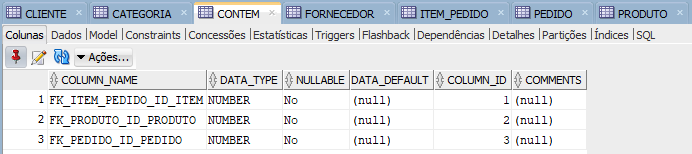 CLIENTE CATEGORIA CONTEM FORNECEDOR ITEM_PEDIDO PEDIDO PRODUTO
Colunas Dados Model Constraints Concessões Estatísticas Triggers Flashback Dependências Detalhes Partições Índices SQL
Ações...
COLUMN_NAME DATA_TYPE NULLABLE DATA_DEFAULT COLUMN_ID COMMENTS
1 FK_ITEM_PEDIDO_ID_ITEM NUMBER No (null) 1 (null)
2 FK_PRODUTO_ID_PRODUTO NUMBER No (null) 2 (null)
3 FK_PEDIDO_ID_PEDIDO NUMBER No (null) 3 (null)